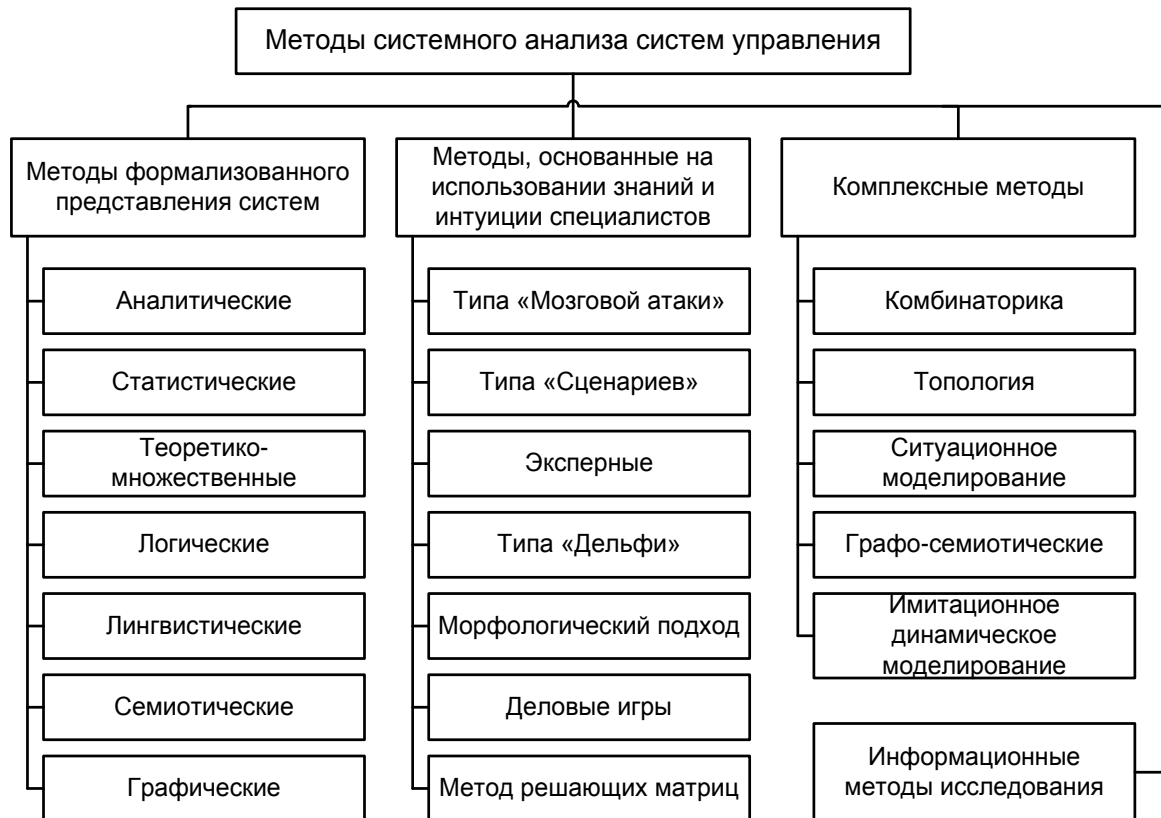 Методы системного анализа систем управления
Методы формализованного
представления систем
Аналитические
Статистические
Теоретико-
множественные
Логические
Лингвистические
Семиотические
Графические
Методы, основанные на
использовании знаний и
интуиции специалистов
Типа «Мозговой атаки»
Типа «Сценариев»
Эксперные
Типа «Дельфи»
Морфологический подход
Деловые игры
Метод решающих матриц
Комплексные методы
Комбинаторика
Топология
Ситуационное
моделирование
Графо-семиотические
Имитационное
динамическое
моделирование
Информационные
методы исследования